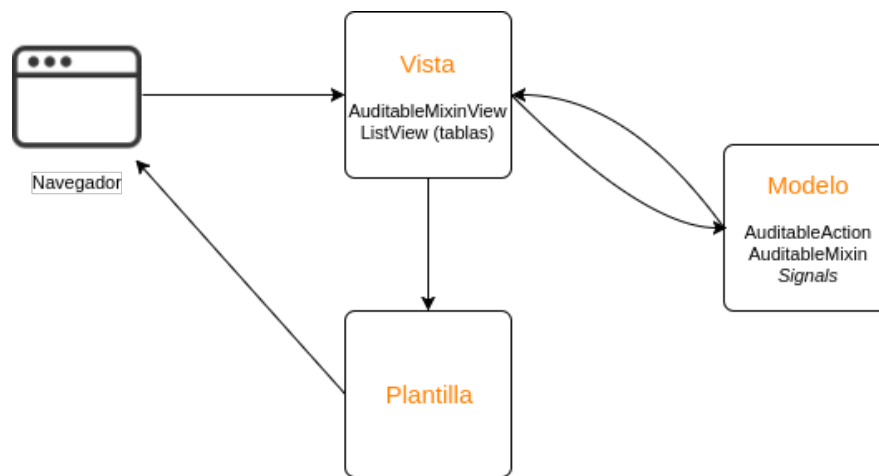 Vista
AuditableMixinView
ListView (tablas)
Navegador
Modelo
AuditableAction
AuditableMixin
Signals
Plantilla